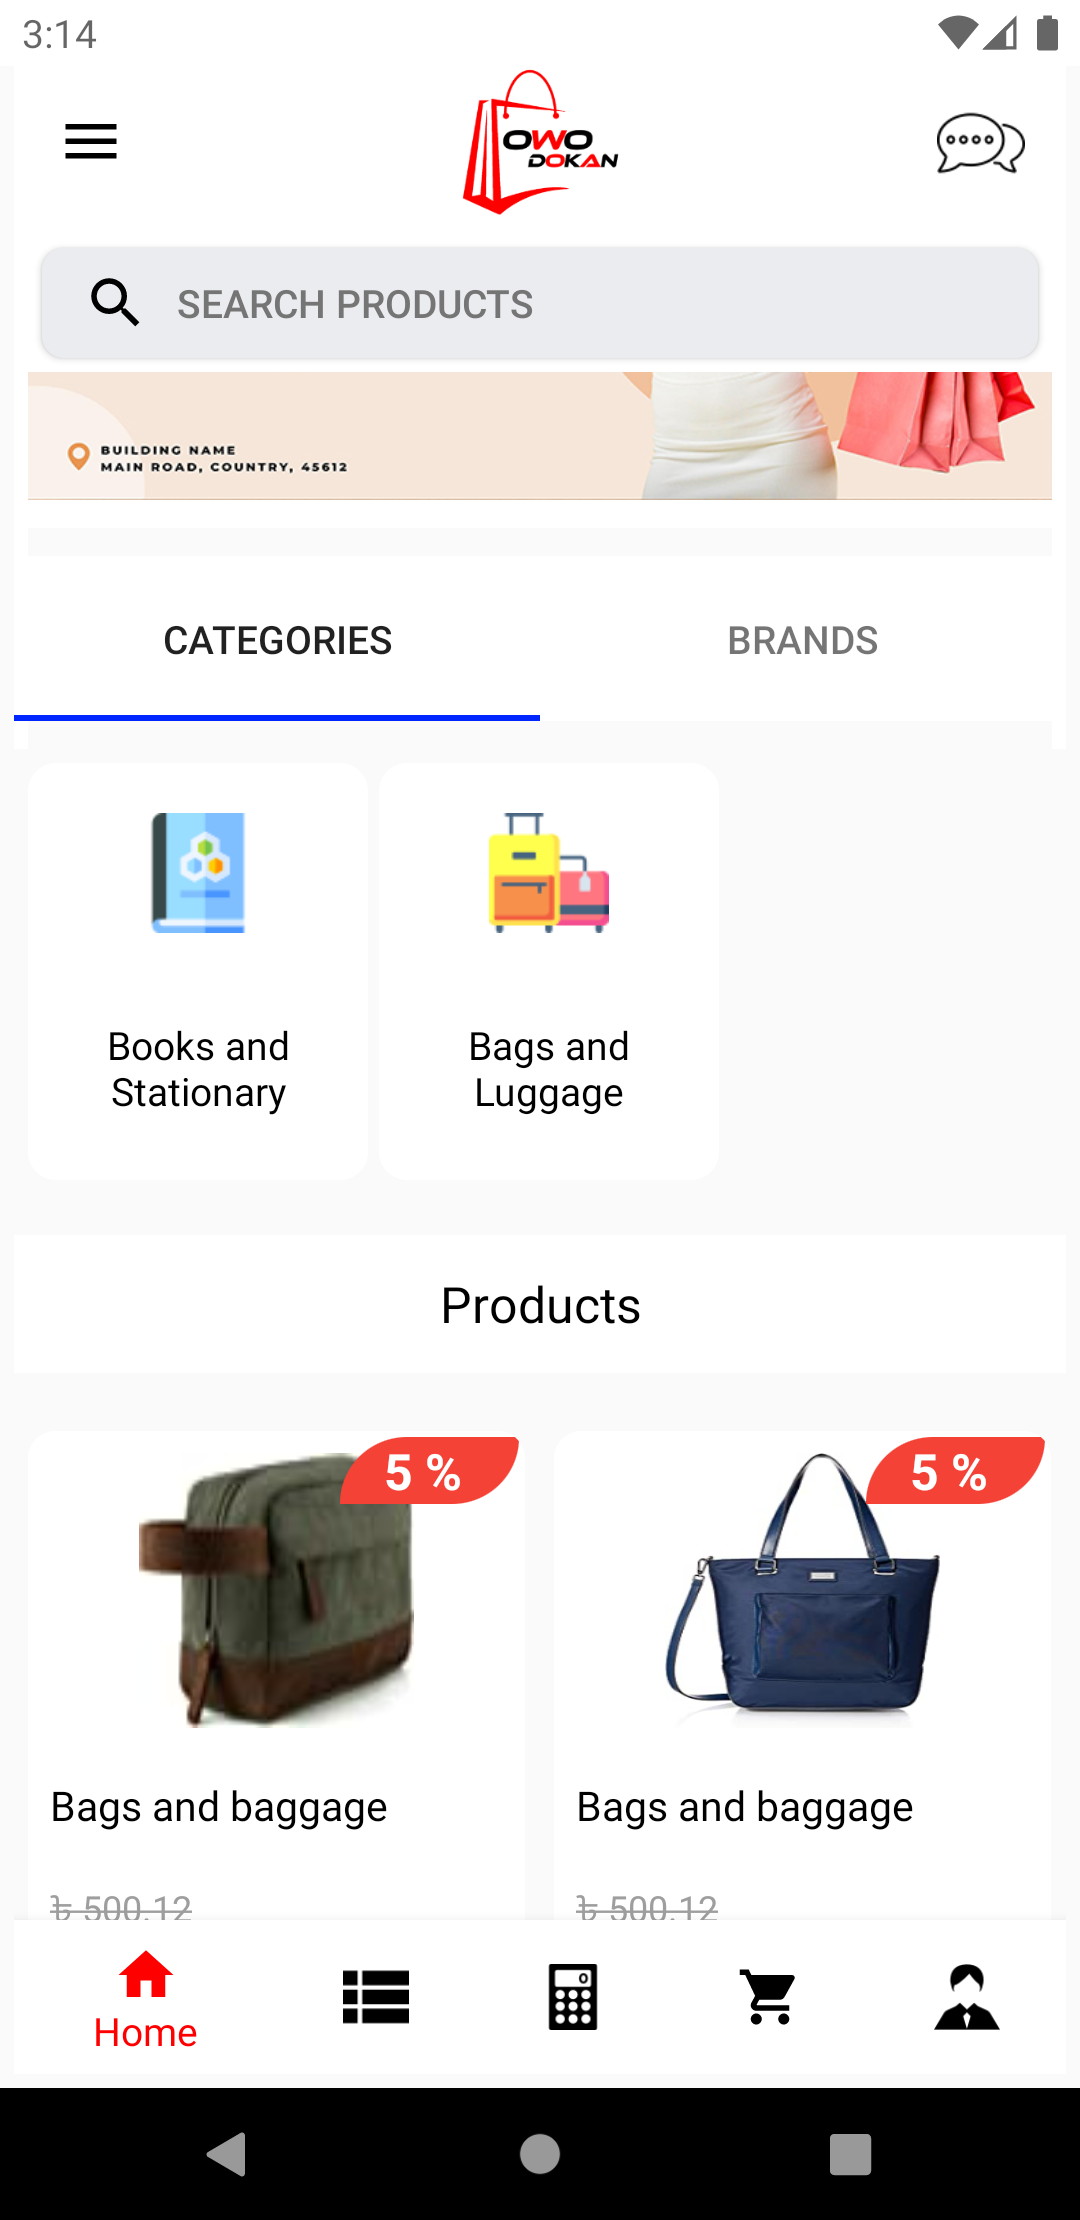 3:14
OWO
DOKAN
SEARCH PRODUCTS
BUILDING NAME
MAIN ROAD, COUNTRY, 45612
CATEGORIES
BRANDS
Books and
Stationary
Bags and
Luggage
Products
5 %
5 %
Bags and baggage
Bags and baggage
৳ 500.12
৳ 500.12
Home